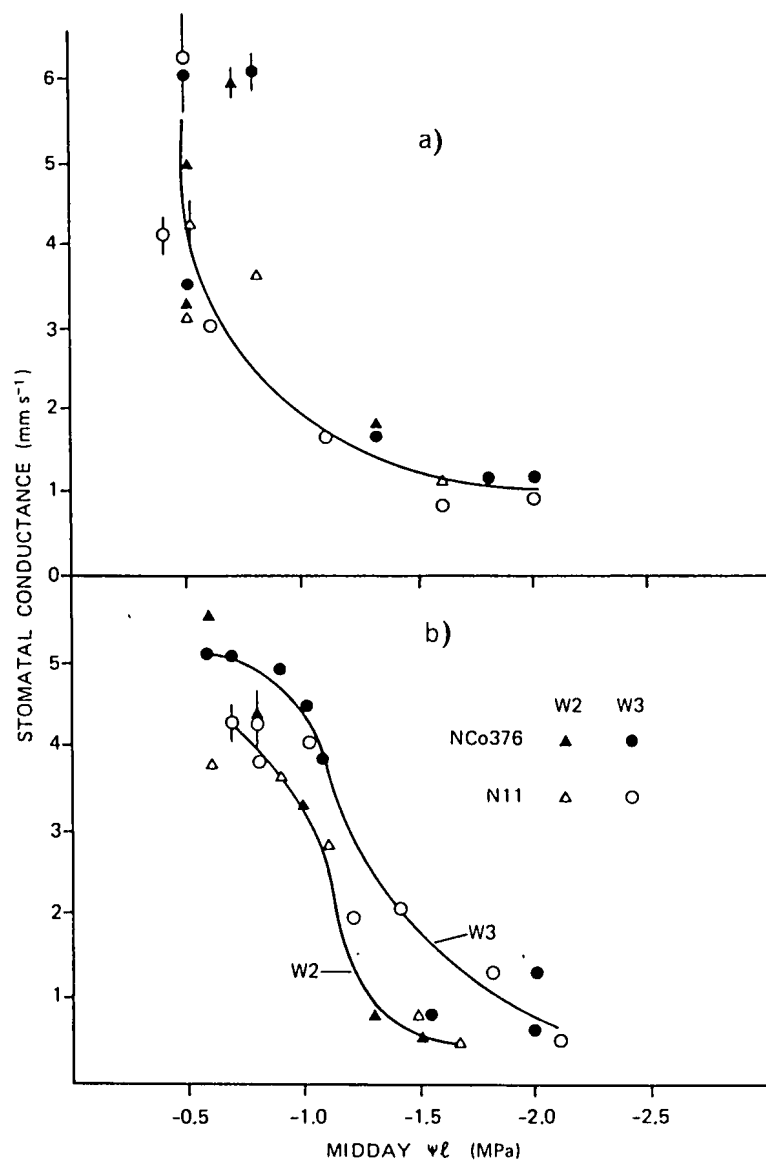 a)
6
5
4
3
2
1
0
STOMATAL CONDUCTANCE (mm s⁻¹)
b)
5
4
3
2
1
W2 W3
NCo376
N11
W3
W2
-0.5 -1.0 -1.5 -2.0 -2.5
MIDDAY Ψℓ (MPa)